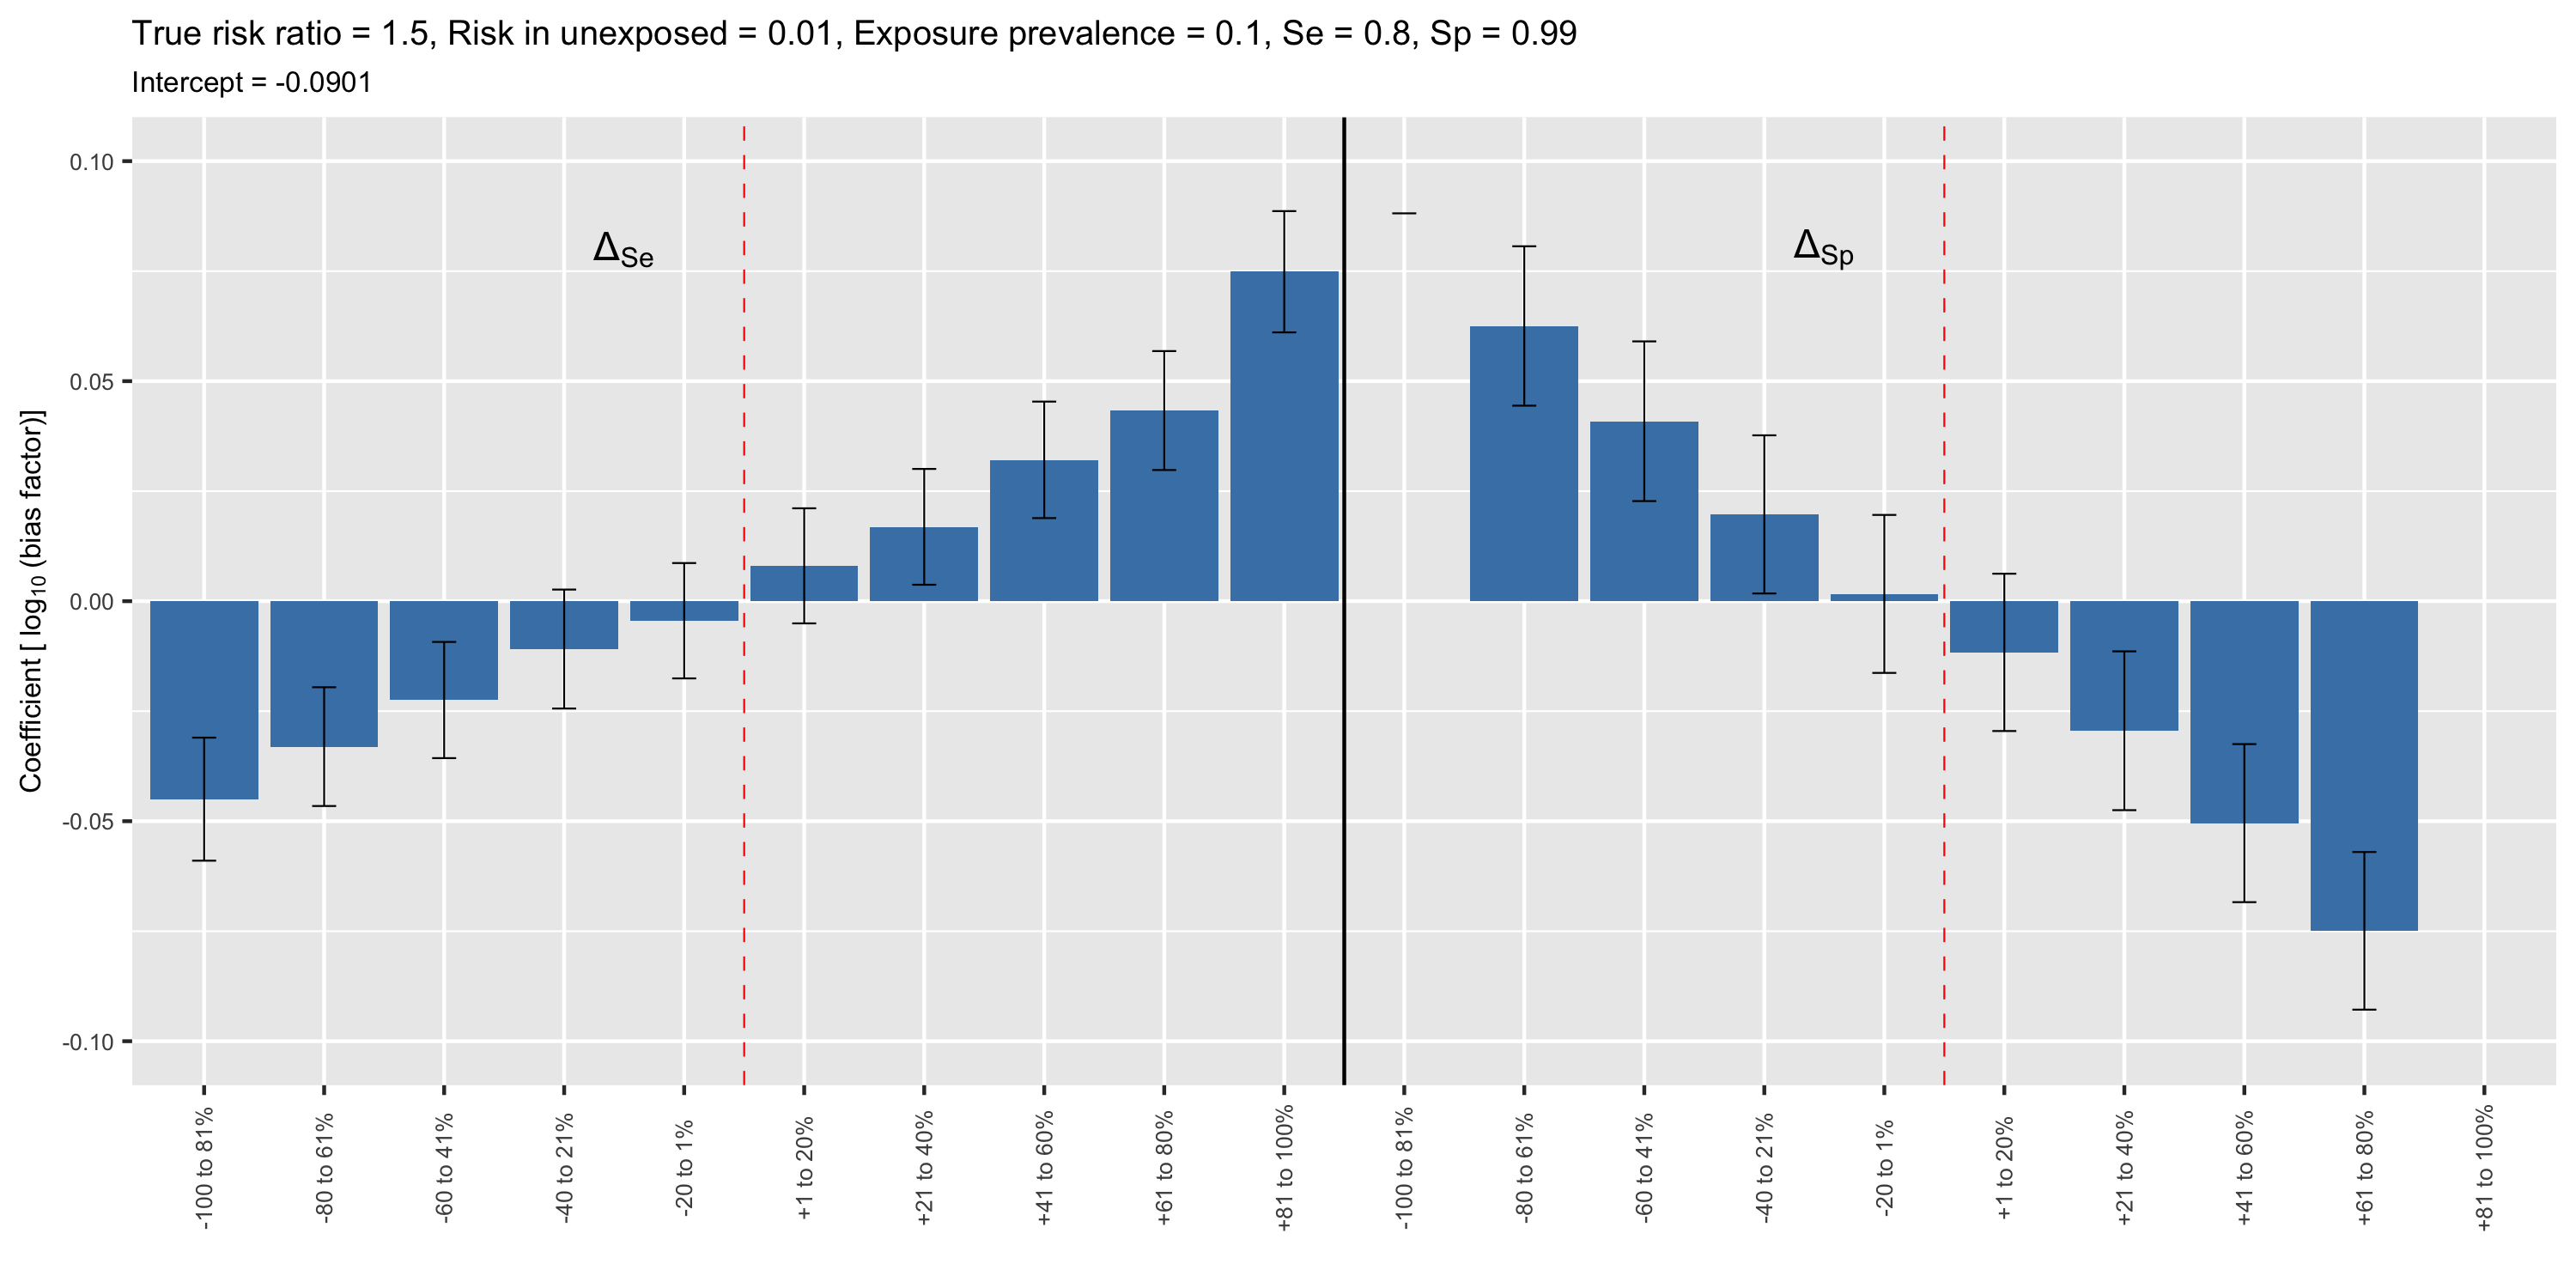 True risk ratio = 1.5, Risk in unexposed = 0.01, Exposure prevalence = 0.1, Se = 0.8, Sp = 0.99
Intercept = -0.0901
Coefficient [ log10 (bias factor)]
0.10
0.05
0.00
-0.05
-0.10
ΔSe
ΔSp
-100 to 81%
-80 to 61%
-60 to 41%
-40 to 21%
-20 to 1%
+1 to 20%
+21 to 40%
+41 to 60%
+61 to 80%
+81 to 100%
-100 to 81%
-80 to 61%
-60 to 41%
-40 to 21%
-20 to 1%
+1 to 20%
+21 to 40%
+41 to 60%
+61 to 80%
+81 to 100%